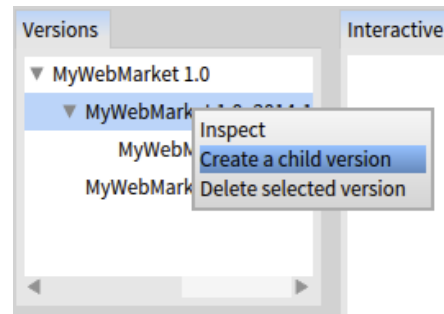 Versions
Interactive
MyWebMarket 1.0
Inspect
Create a child version
Delete selected version